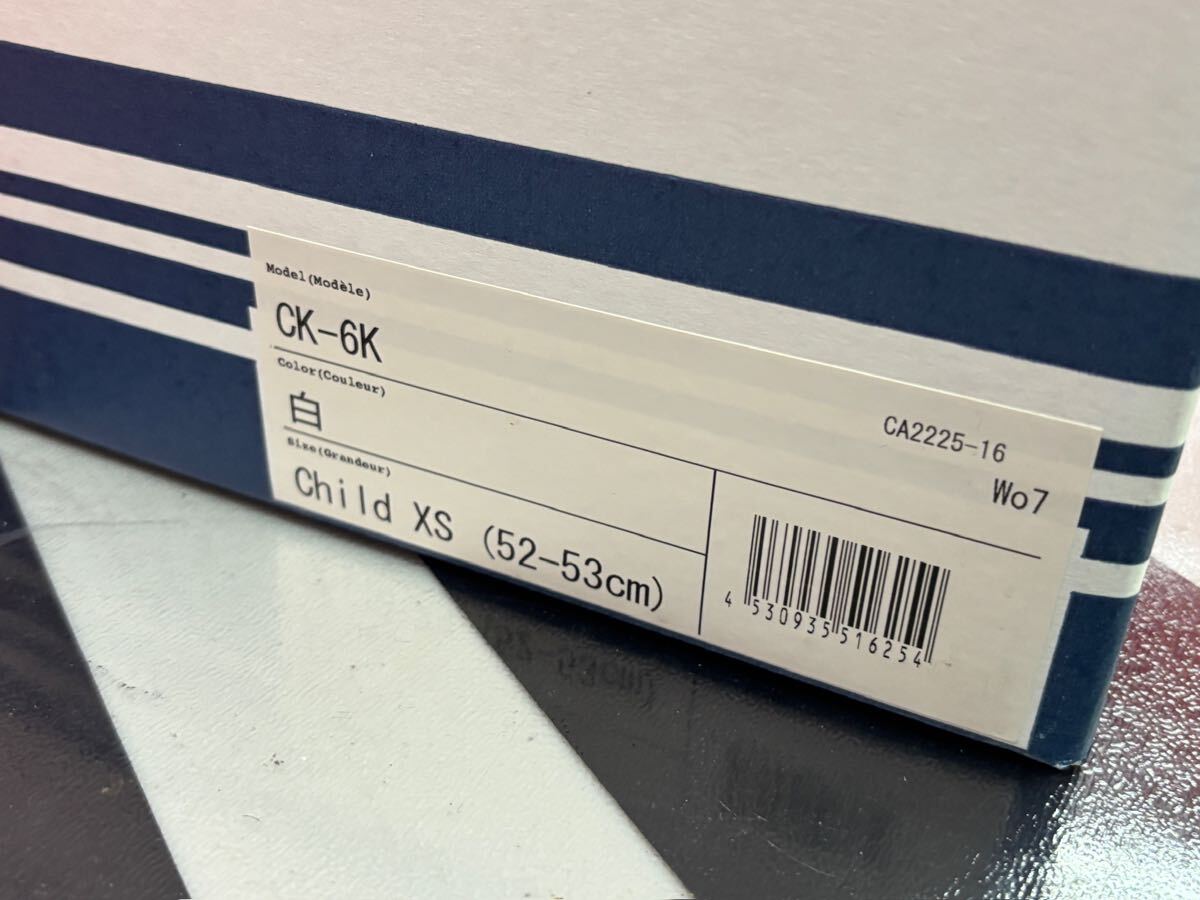 Model(Modèle)
CK-6K
CA2225-16
Wo7
Color(Couleur)
白
Size(Grandeur)
Child XS (52-53cm)
4 530935 516254